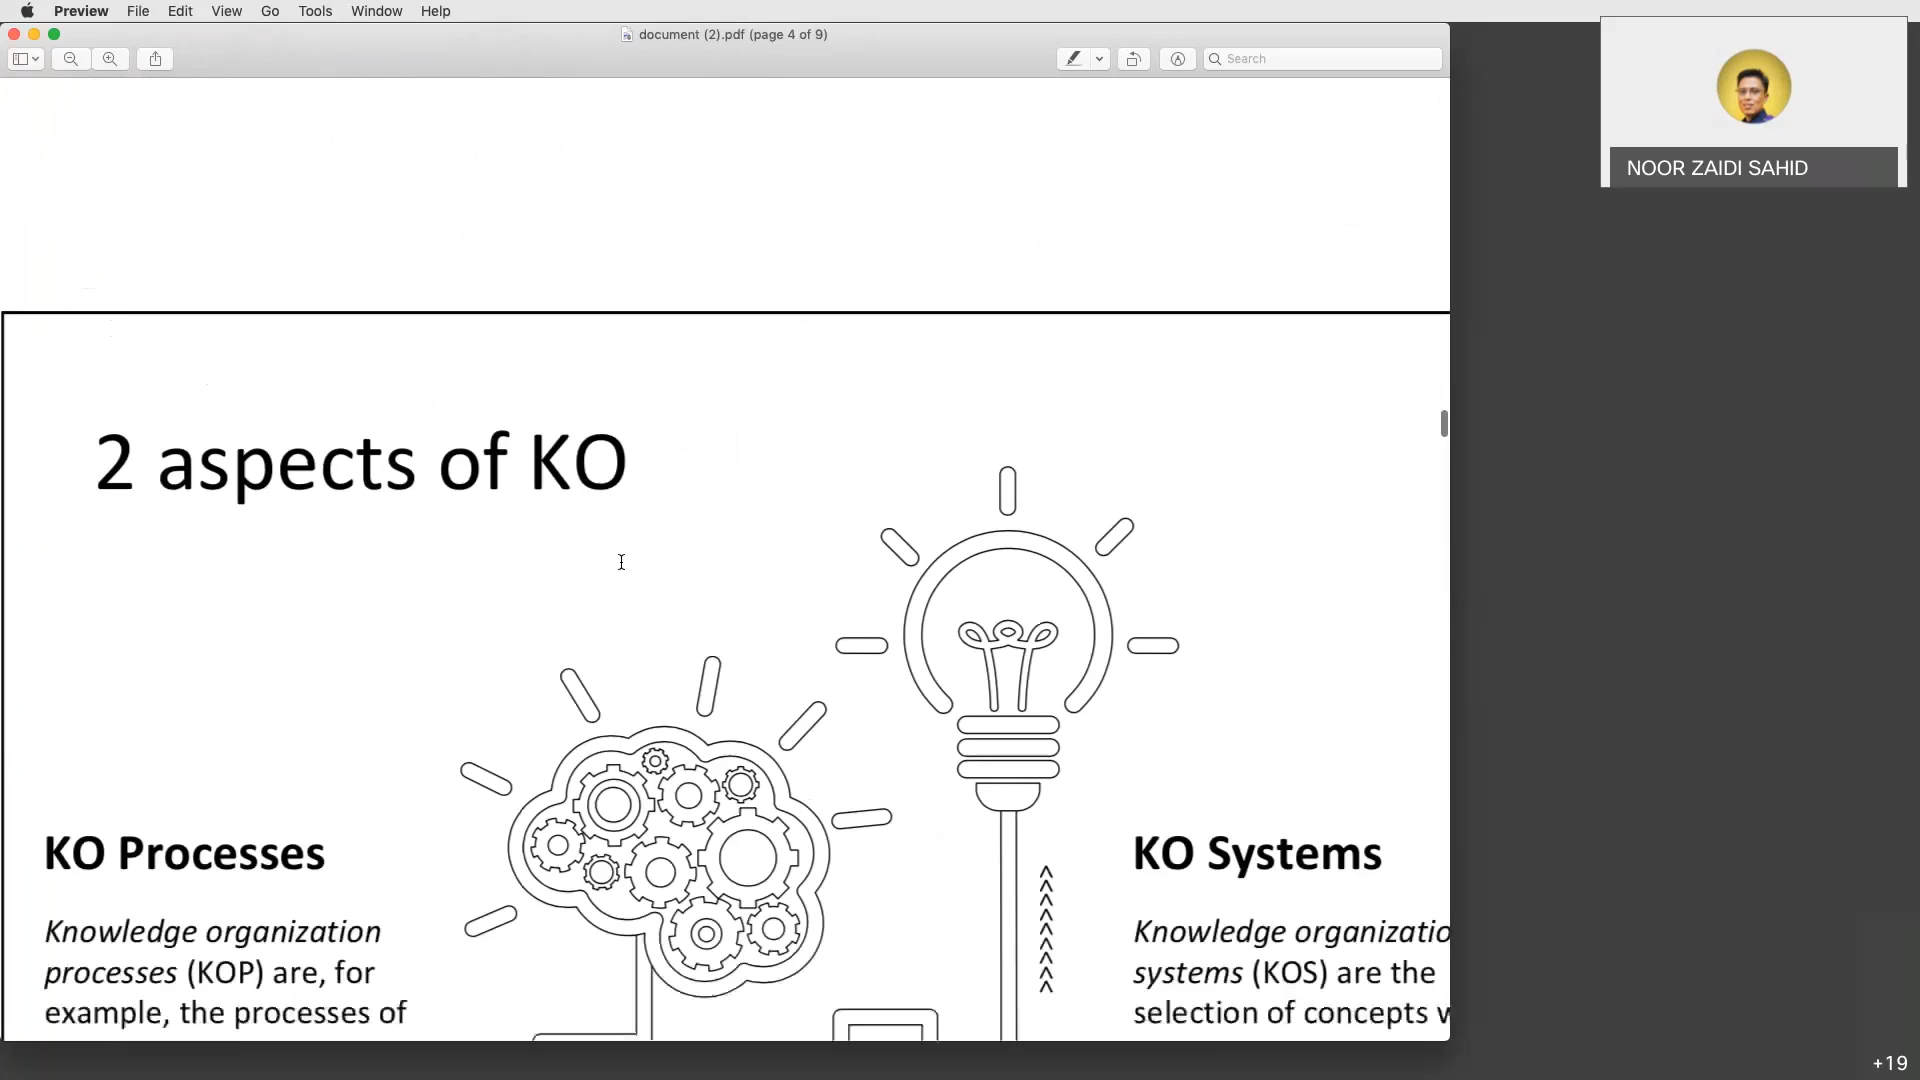 Preview File Edit View Go Tools Window Help
document (2).pdf (page 4 of 9)
Search
NOOR ZAIDI SAHID
2 aspects of KO
KO Processes
Knowledge organization
processes (KOP) are, for
example, the processes of
KO Systems
Knowledge organizatio
systems (KOS) are the
selection of concepts w
+19